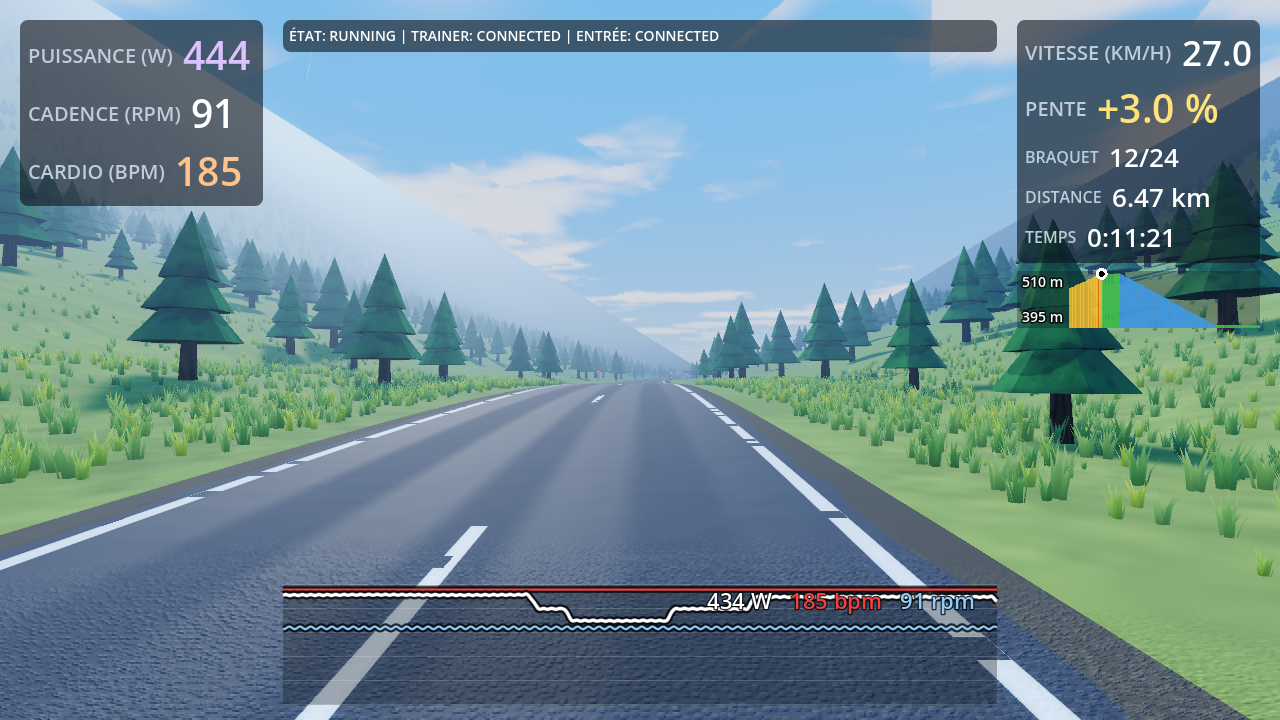 PUISSANCE (W) 444
CADENCE (RPM) 91
CARDIO (BPM) 185
ÉTAT: RUNNING | TRAINER: CONNECTED | ENTRÉE: CONNECTED
VITESSE (KM/H) 27.0
PENTE +3.0 %
BRAQUET 12/24
DISTANCE 6.47 km
TEMPS 0:11:21
510 m
395 m
434 W 185 bpm 91 rpm